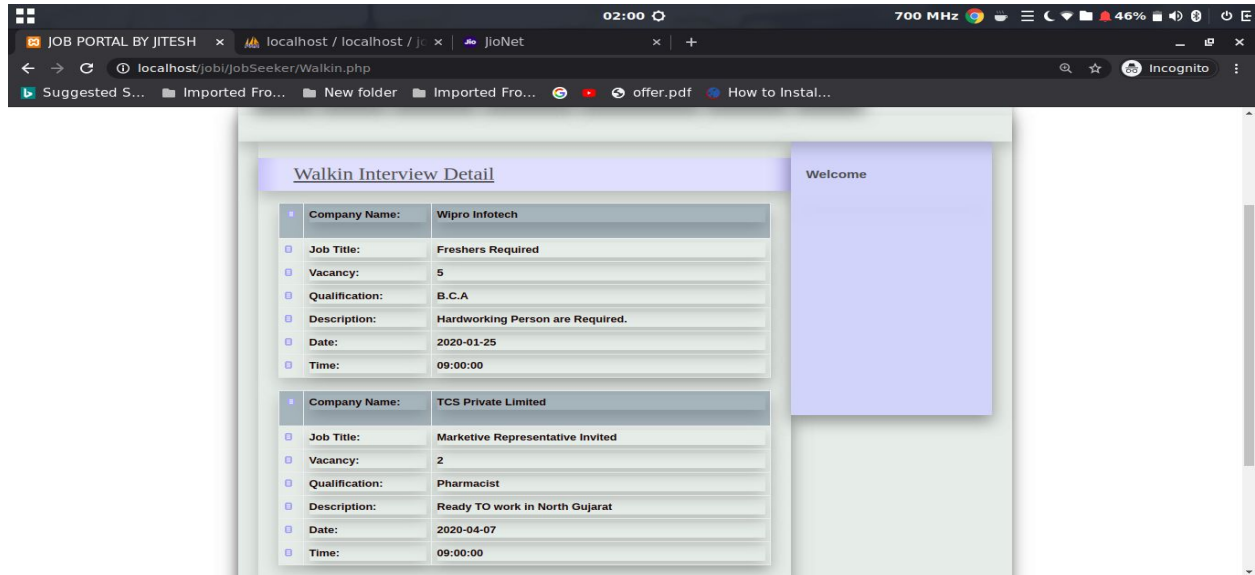 02:00
700 MHz
46%
JOB PORTAL BY JITESH
localhost / localhost / jo
Jio
JioNet
localhost/jobi/JobSeeker/Walkin.php
Incognito
Suggested S...
Imported Fro...
New folder
Imported Fro...
offer.pdf
How to Instal...
Walkin Interview Detail
Welcome
Company Name: Wipro Infotech
Job Title: Freshers Required
Vacancy: 5
Qualification: B.C.A
Description: Hardworking Person are Required.
Date: 2020-01-25
Time: 09:00:00
Company Name: TCS Private Limited
Job Title: Marketive Representative Invited
Vacancy: 2
Qualification: Pharmacist
Description: Ready TO work in North Gujarat
Date: 2020-04-07
Time: 09:00:00